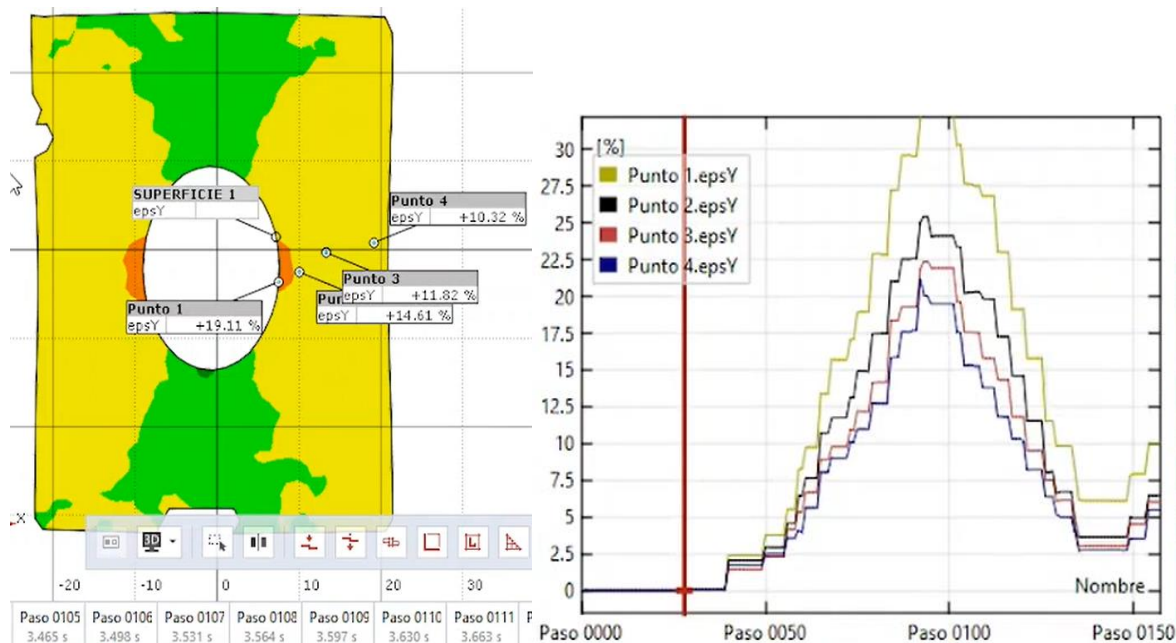 SUPERFICIE 1
epsY
Punto 4
epsY +10.32 %
Punto 3
epsY +11.82 %
epsY +14.61 %
Punto 1
epsY +19.11 %
X
3D
-20 -10 0 10 20 30
Paso 0105 Paso 0106 Paso 0107 Paso 0108 Paso 0109 Paso 0110 Paso 0111
3.465 s 3.498 s 3.531 s 3.564 s 3.597 s 3.630 s 3.663 s
[%]
30
27.5
25
22.5
20
17.5
15
12.5
10
7.5
5
2.5
0
Punto 1.epsY
Punto 2.epsY
Punto 3.epsY
Punto 4.epsY
Nombre
Paso 0000 Paso 0050 Paso 0100 Paso 0150